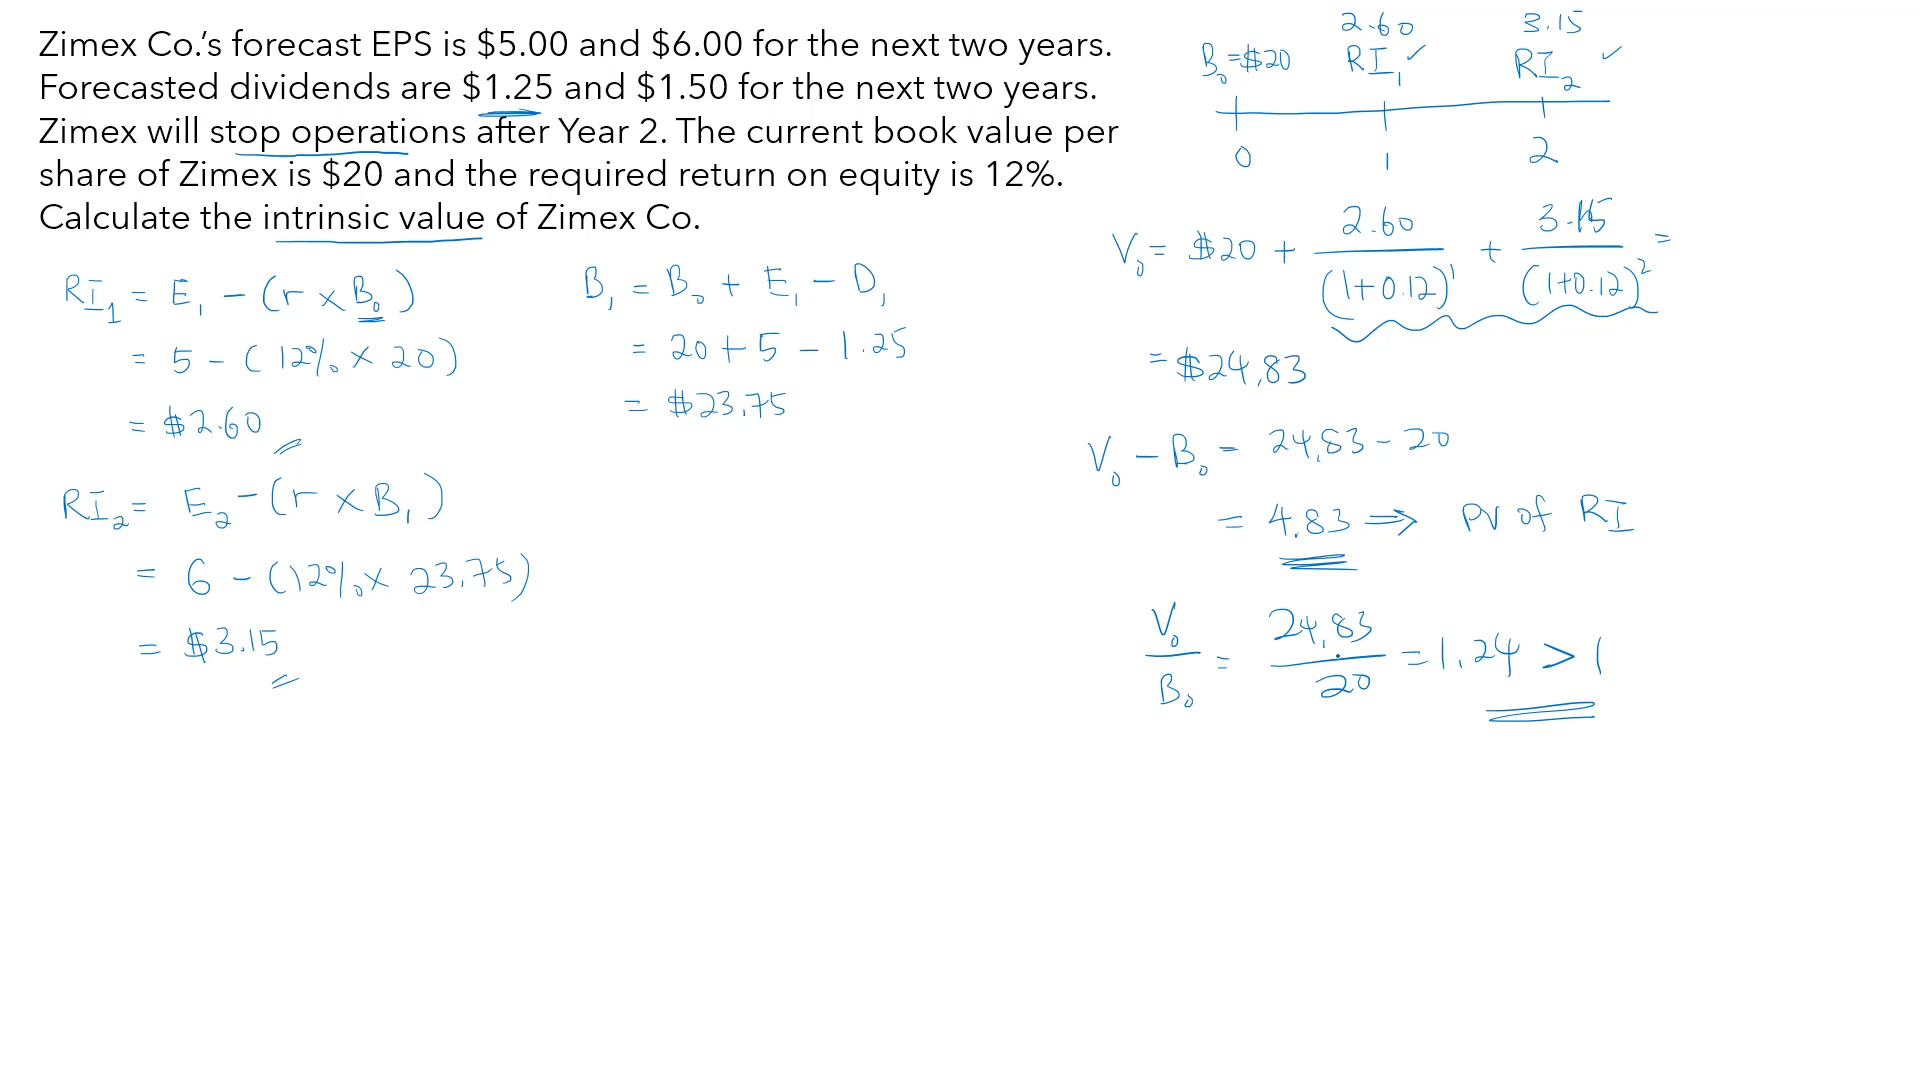 Zimex Co.'s forecast EPS is $5.00 and $6.00 for the next two years.
Forecasted dividends are $1.25 and $1.50 for the next two years.
Zimex will stop operations after Year 2. The current book value per
share of Zimex is $20 and the required return on equity is 12%.
Calculate the intrinsic value of Zimex Co.
RI₁ = E₁ - (r × B₀)
= 5 - (12% × 20)
= $2.60
RI₂ = E₂ - (r × B₁)
= 6 - (12% × 23.75)
= $3.15
B₁ = B₀ + E₁ - D₁
= 20 + 5 - 1.25
= $23.75
2.60 3.15
B₀ = $20 RI₁ ✓ RI₂ ✓
0 1 2
V₀ = $20 + 2.60/(1+0.12)¹ + 3.15/(1+0.12)² =
= $24.83
V₀ - B₀ = 24.83 - 20
= 4.83 ⇒ PV of RI
V₀/B₀ = 24.83/20 = 1.24 > 1